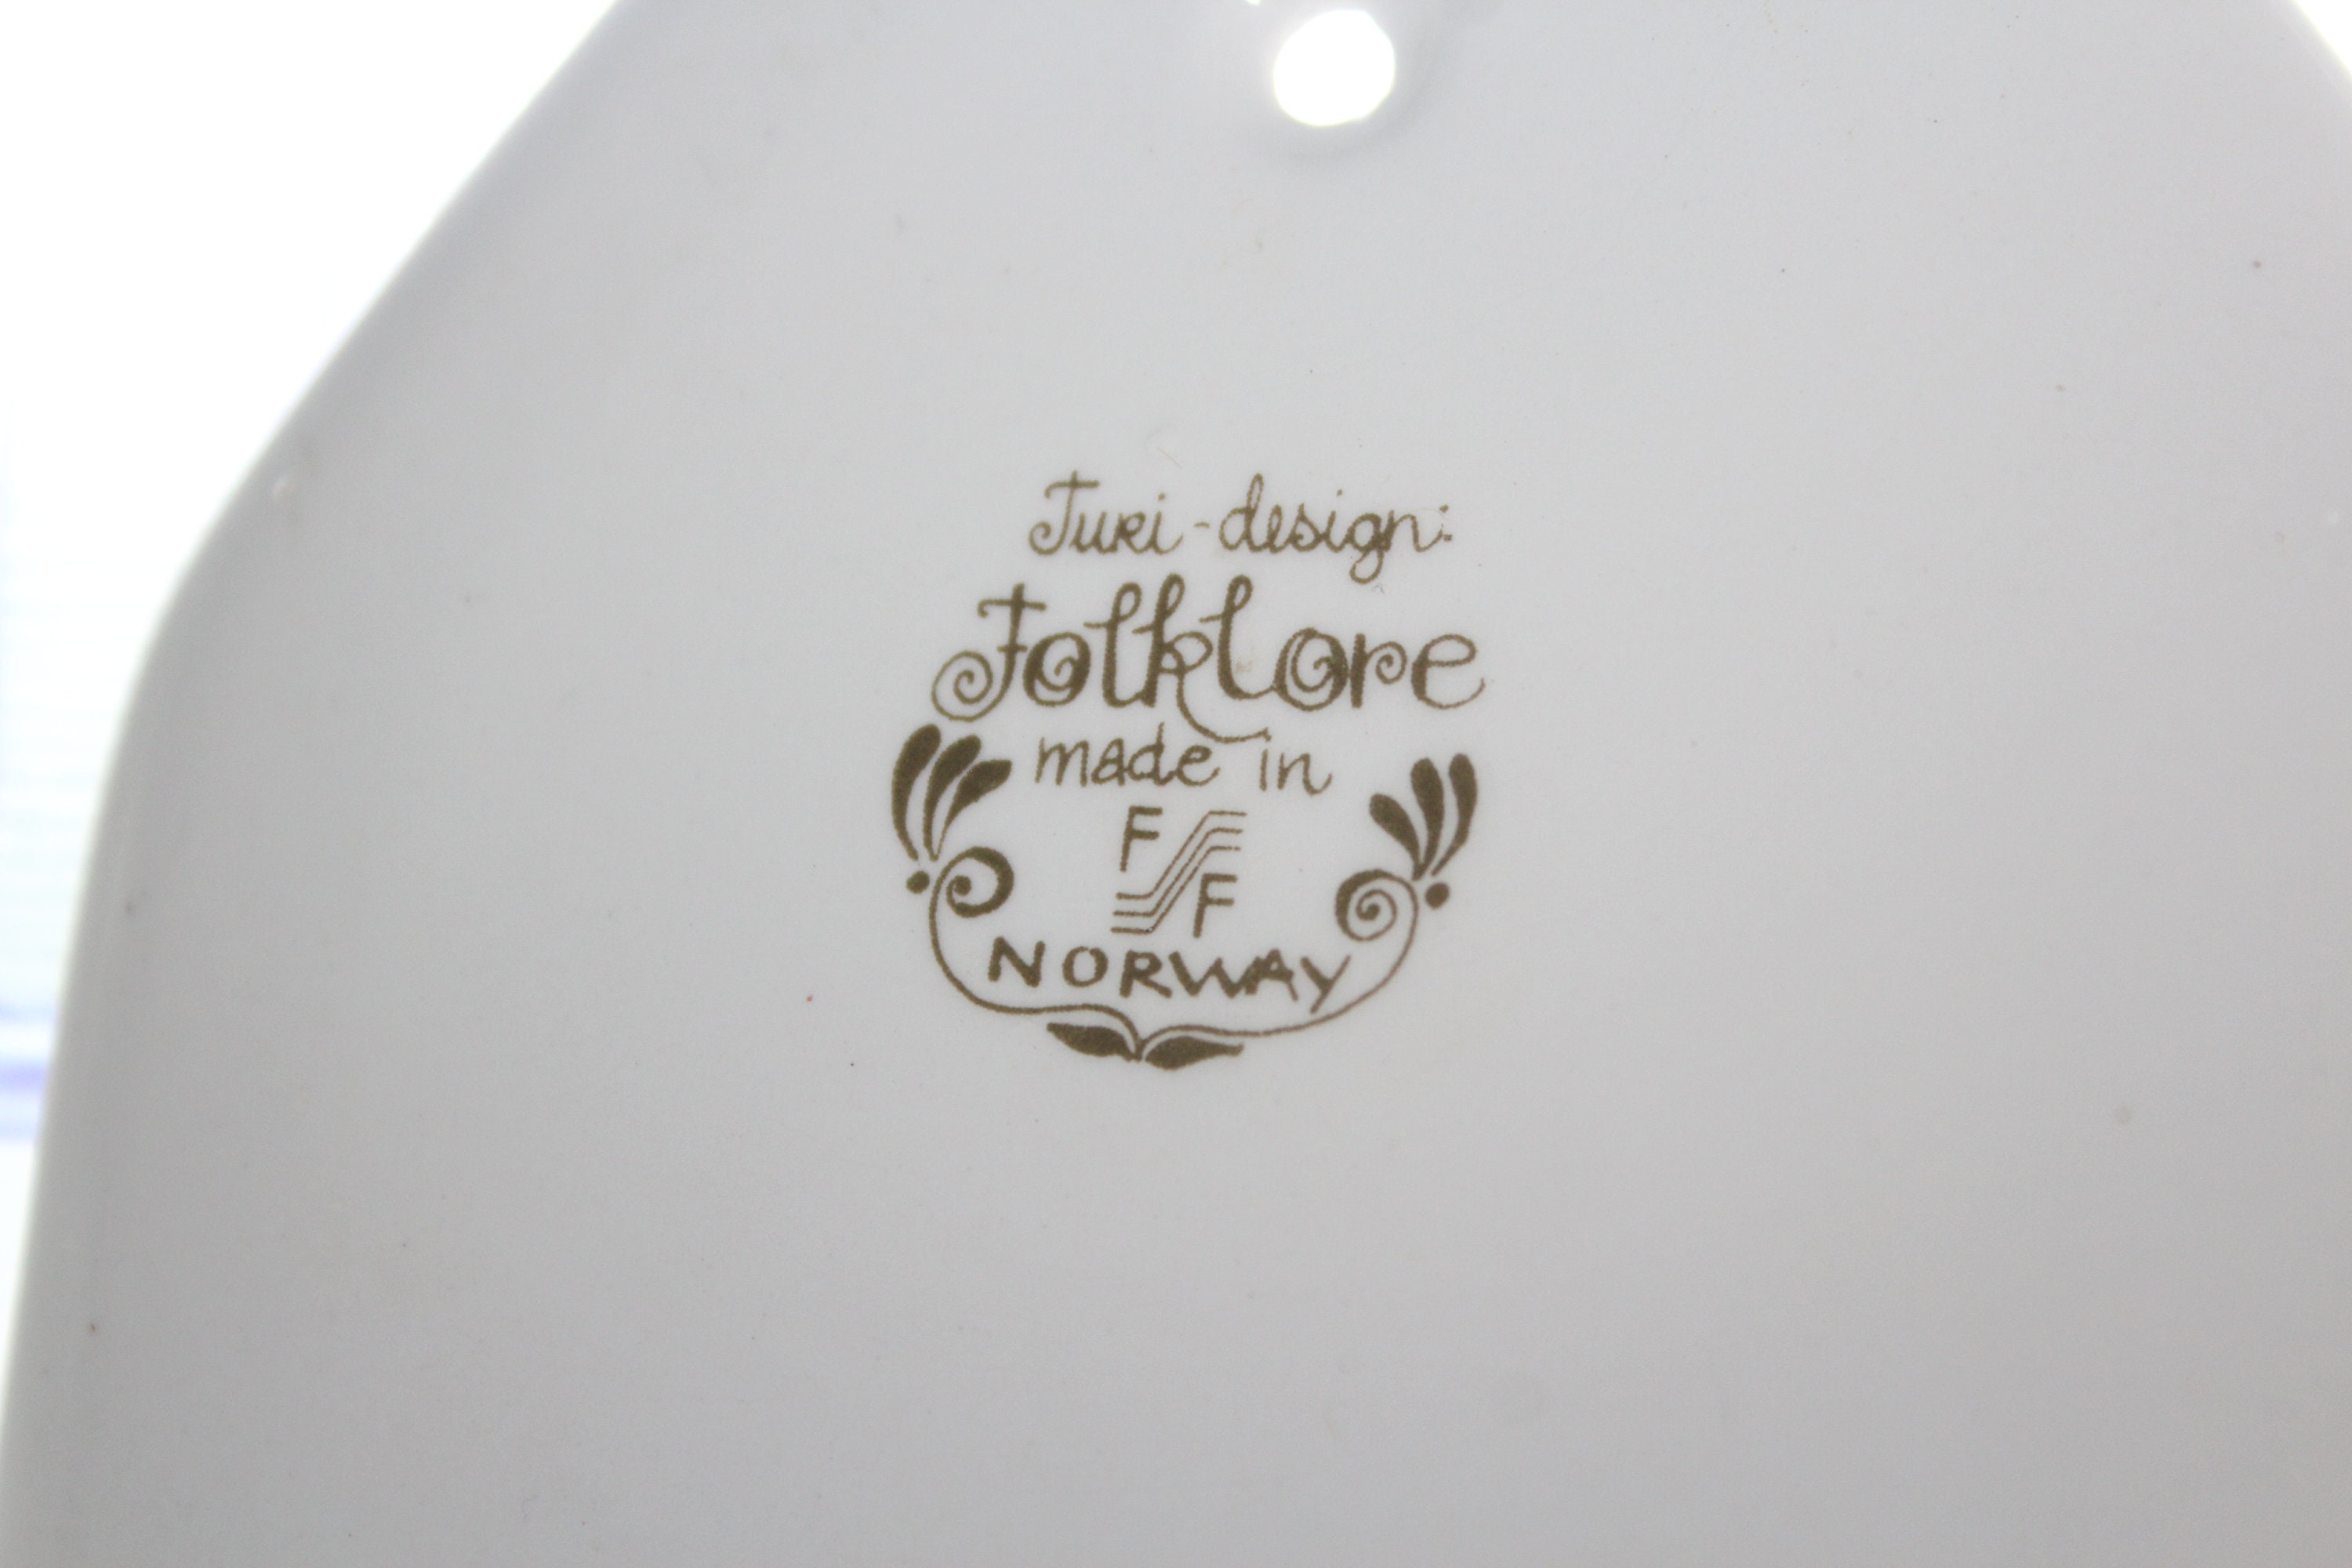 Turi-design:
Folklore
made in
F
F
NORWAY